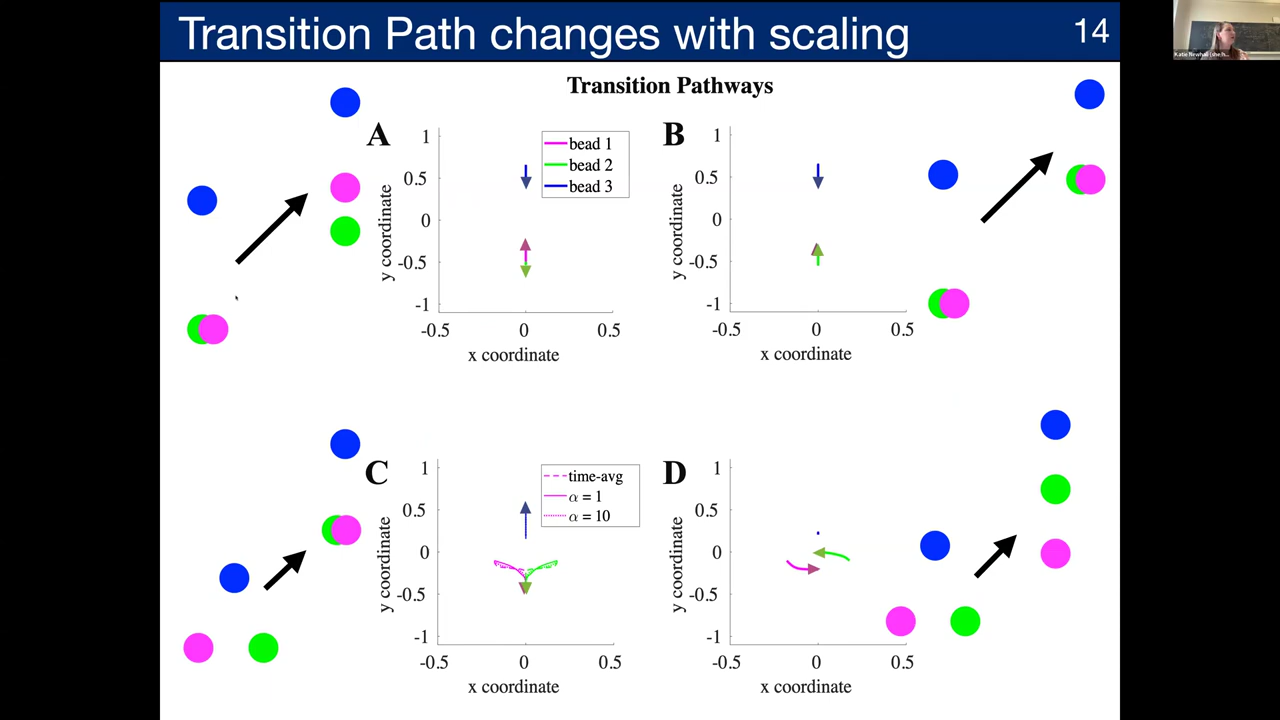 Transition Path changes with scaling
14
Transition Pathways
A
1
0.5
0
-0.5
-1
-0.5
0
0.5
x coordinate
y coordinate
bead 1
bead 2
bead 3
B
1
0.5
0
-0.5
-1
-0.5
0
0.5
x coordinate
y coordinate
C
1
0.5
0
-0.5
-1
-0.5
0
0.5
x coordinate
y coordinate
time-avg
α = 1
α = 10
D
1
0.5
0
-0.5
-1
-0.5
0
0.5
x coordinate
y coordinate
Katie Newhall